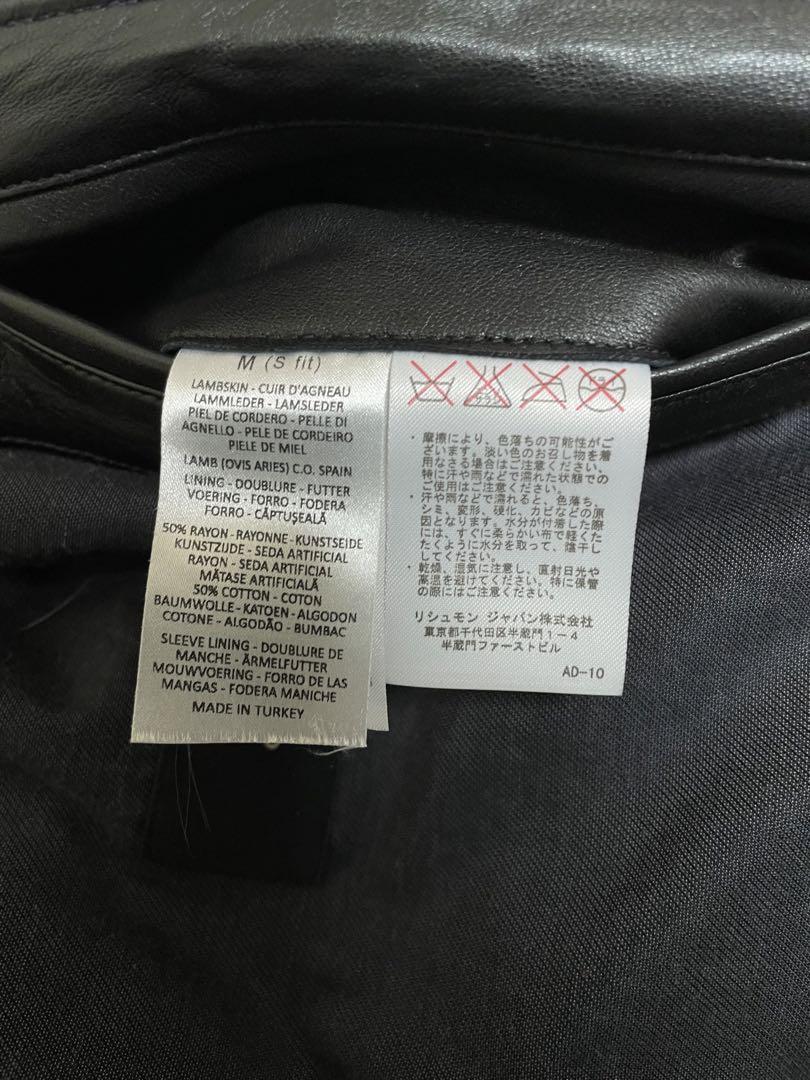 M (S fit)
LAMBSKIN - CUIR D'AGNEAU
LAMMLEDER - LAMSLEDER
PIEL DE CORDERO - PELLE DI
AGNELLO - PELE DE CORDEIRO
PIELE DE MIEL
LAMB (OVIS ARIES) C.O. SPAIN
LINING - DOUBLURE - FUTTER
VOERING - FORRO - FODERA
FORRO - CĂPTUȘEALĂ
50% RAYON - RAYONNE - KUNSTSEIDE
KUNSTZIJDE - SEDA ARTIFICIAL
RAYON - SEDA ARTIFICIAL
MĂTASE ARTIFICIALĂ
50% COTTON - COTON
BAUMWOLLE - KATOEN - ALGODON
COTONE - ALGODÃO - BUMBAC
SLEEVE LINING - DOUBLURE DE
MANCHE - ÄRMELFUTTER
MOUWVOERING - FORRO DE LAS
MANGAS - FODERA MANICHE
MADE IN TURKEY
・摩擦により、色落ちの可能性がご
ざいます。淡い色のお召し物を着
用なさる場合はご注意ください。
特に汗や雨などで濡れた状態での
ご使用はご注意ください。
・汗や雨などで濡れると、色落ち、
シミ、変形、硬化、カビなどの原
因となります。水分が付着した際
には、すぐに柔らかい布で軽くた
たくように水分を取って、陰干し
してください。
・乾燥、湿気に注意し、直射日光や
高温を避けてください。特に保管
の際にはご注意ください。
リシュモン ジャパン株式会社
東京都千代田区半蔵門1-4
半蔵門ファーストビル
AD-10